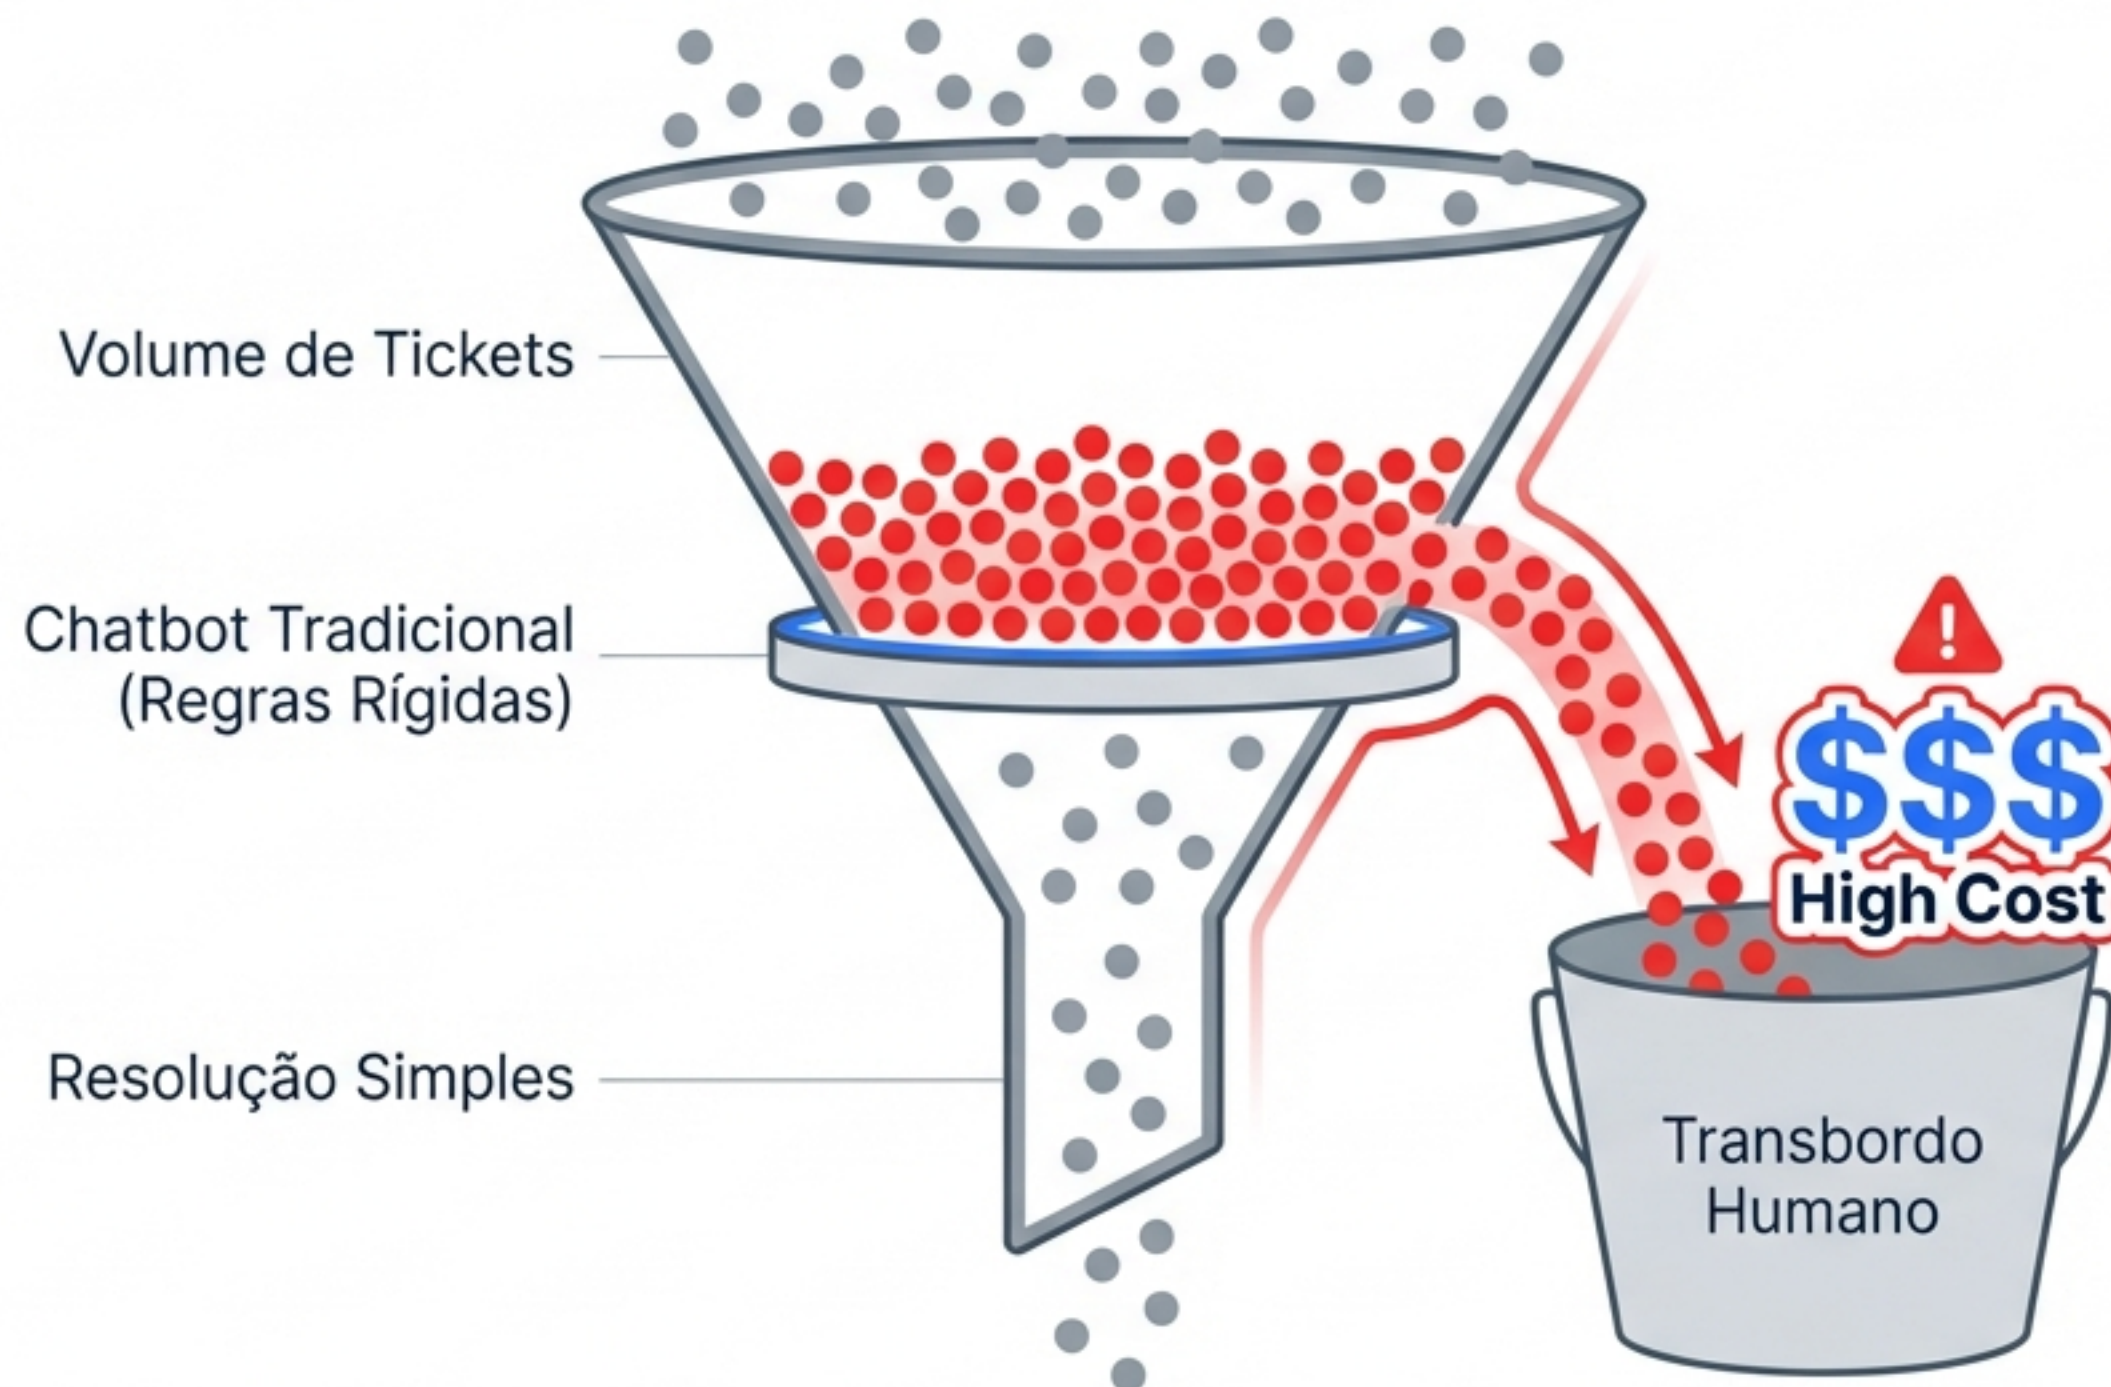 Volume de Tickets
Chatbot Tradicional
(Regras Rígidas)
!
$$$
High Cost
Resolução Simples
Transbordo
Humano